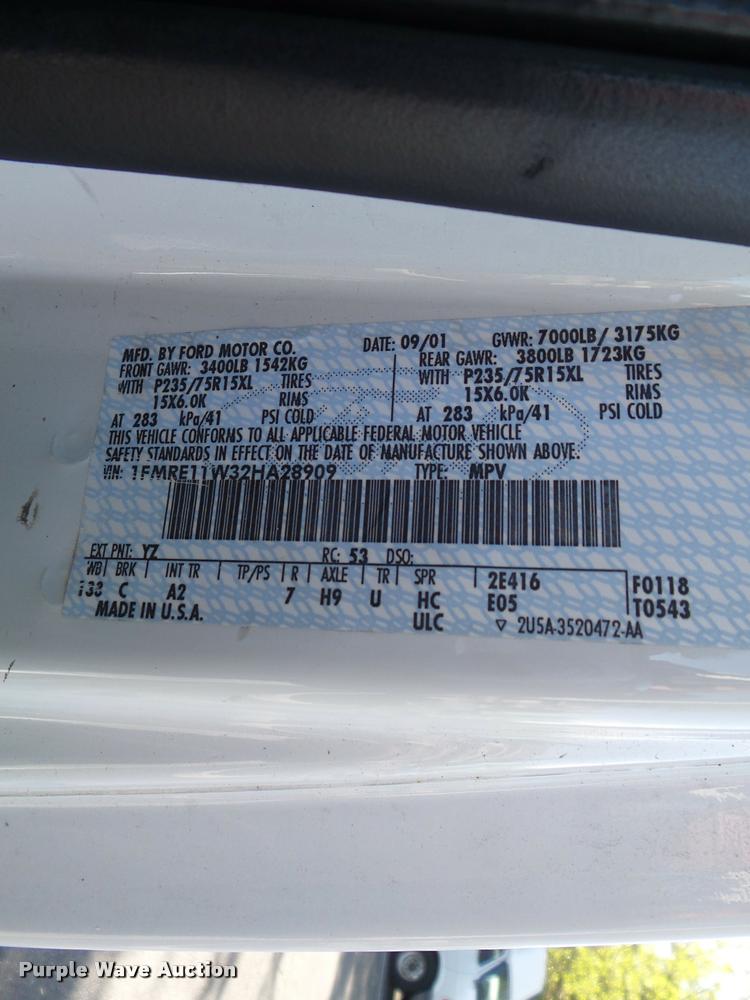 MFD. BY FORD MOTOR CO. DATE: 09/01 GVWR: 7000LB/ 3175KG
FRONT GAWR: 3400LB 1542KG REAR GAWR: 3800LB 1723KG
WITH P235/75R15XL TIRES WITH P235/75R15XL TIRES
15X6.0K RIMS 15X6.0K RIMS
AT 283 kPa/41 PSI COLD AT 283 kPa/41 PSI COLD
THIS VEHICLE CONFORMS TO ALL APPLICABLE FEDERAL MOTOR VEHICLE
SAFETY STANDARDS IN EFFECT ON THE DATE OF MANUFACTURE SHOWN ABOVE.
VIN: 1FMRE11W32HA28909 TYPE: MPV
EXT PNT: YZ RC: 53 DSO:
WB BRK INT TR TP/PS R AXLE TR SPR 2E416 F0118
138 C A2 7 H9 U HC E05 T0543
MADE IN U.S.A. ULC ▽ 2U5A-3520472-AA
Purple Wave Auction